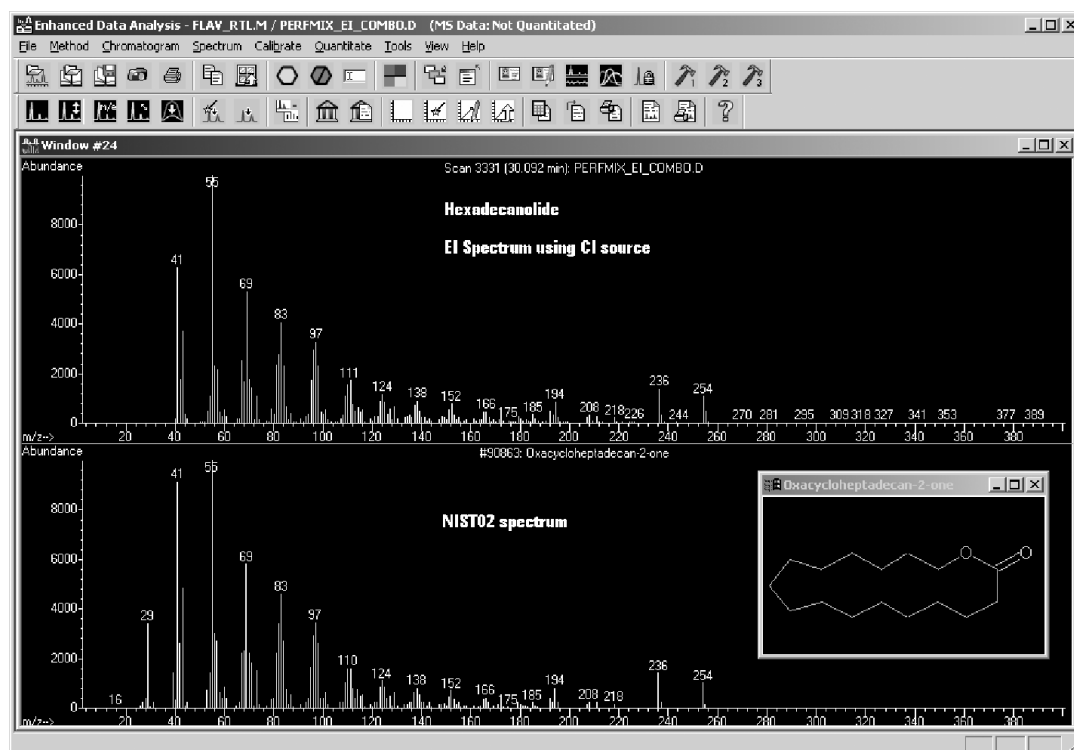 Enhanced Data Analysis - FLAV_RTL.M / PERFMIX_EI_COMBO.D (MS Data: Not Quantitated)
File Method Chromatogram Spectrum Calibrate Quantitate Tools View Help
Window #24
Abundance
Scan 3331 (30.092 min): PERFMIX_EI_COMBO.D
55
Hexadecanolide
8000
EI Spectrum using CI source
41
6000
69
83
4000
97
2000
111
124 138 152 166 175 185 194 208 218 226 236 244 254 270 281 295 309 318 327 341 353 377 389
0
m/z--> 20 40 60 80 100 120 140 160 180 200 220 240 260 280 300 320 340 360 380
Abundance
#90863: Oxacycloheptadecan-2-one
55
41
Oxacycloheptadecan-2-one
8000
NIST02 spectrum
69
6000
O O
83
4000
29
97
2000
110
124 138 152 166 175 185 194 208 218 236 254
16
0
m/z--> 20 40 60 80 100 120 140 160 180 200 220 240 260 280 300 320 340 360 380